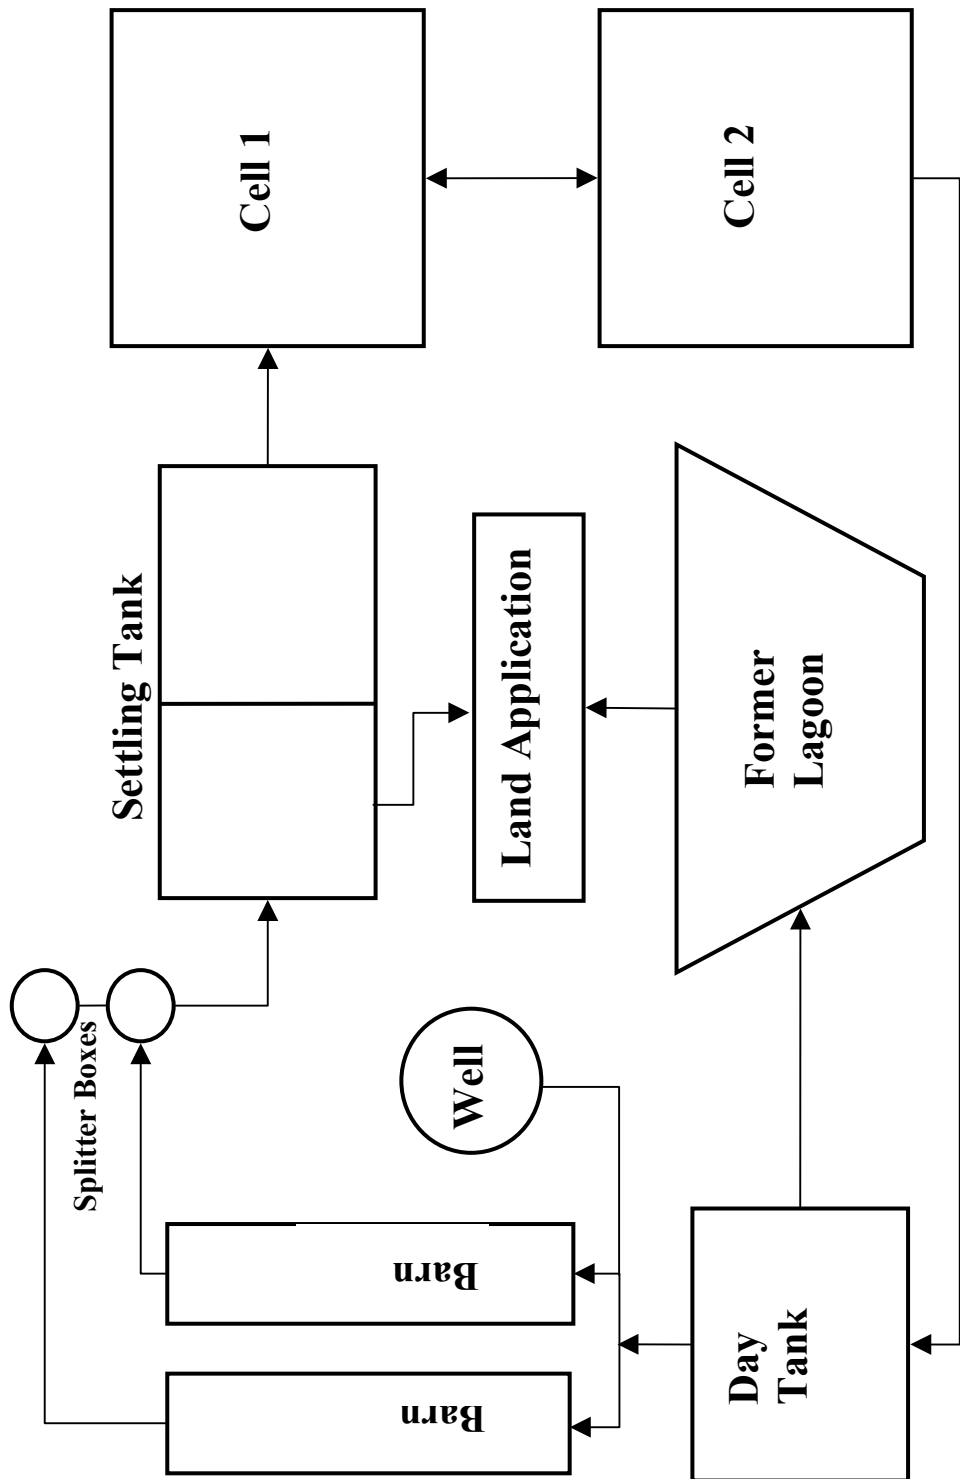 Cell 1
Cell 2
Settling Tank
Land Application
Former
Lagoon
Splitter Boxes
Well
Barn
Barn
Day
Tank